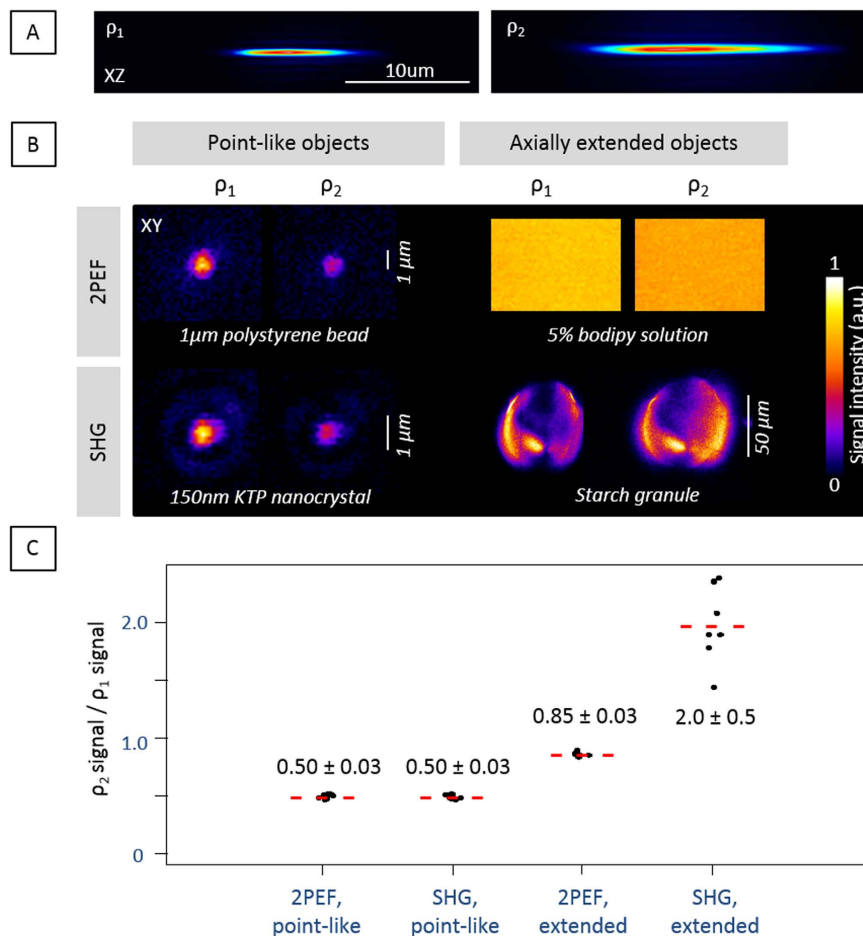 A
ρ₁
XZ
10um
ρ₂
B
Point-like objects
Axially extended objects
ρ₁
ρ₂
ρ₁
ρ₂
2PEF
XY
1 µm
1µm polystyrene bead
5% bodipy solution
SHG
1 µm
150nm KTP nanocrystal
50 µm
Starch granule
1
Signal intensity (a.u.)
0
C
ρ₂ signal / ρ₁ signal
2.0
1.0
0
0.50 ± 0.03
0.50 ± 0.03
0.85 ± 0.03
2.0 ± 0.5
2PEF,
point-like
SHG,
point-like
2PEF,
extended
SHG,
extended